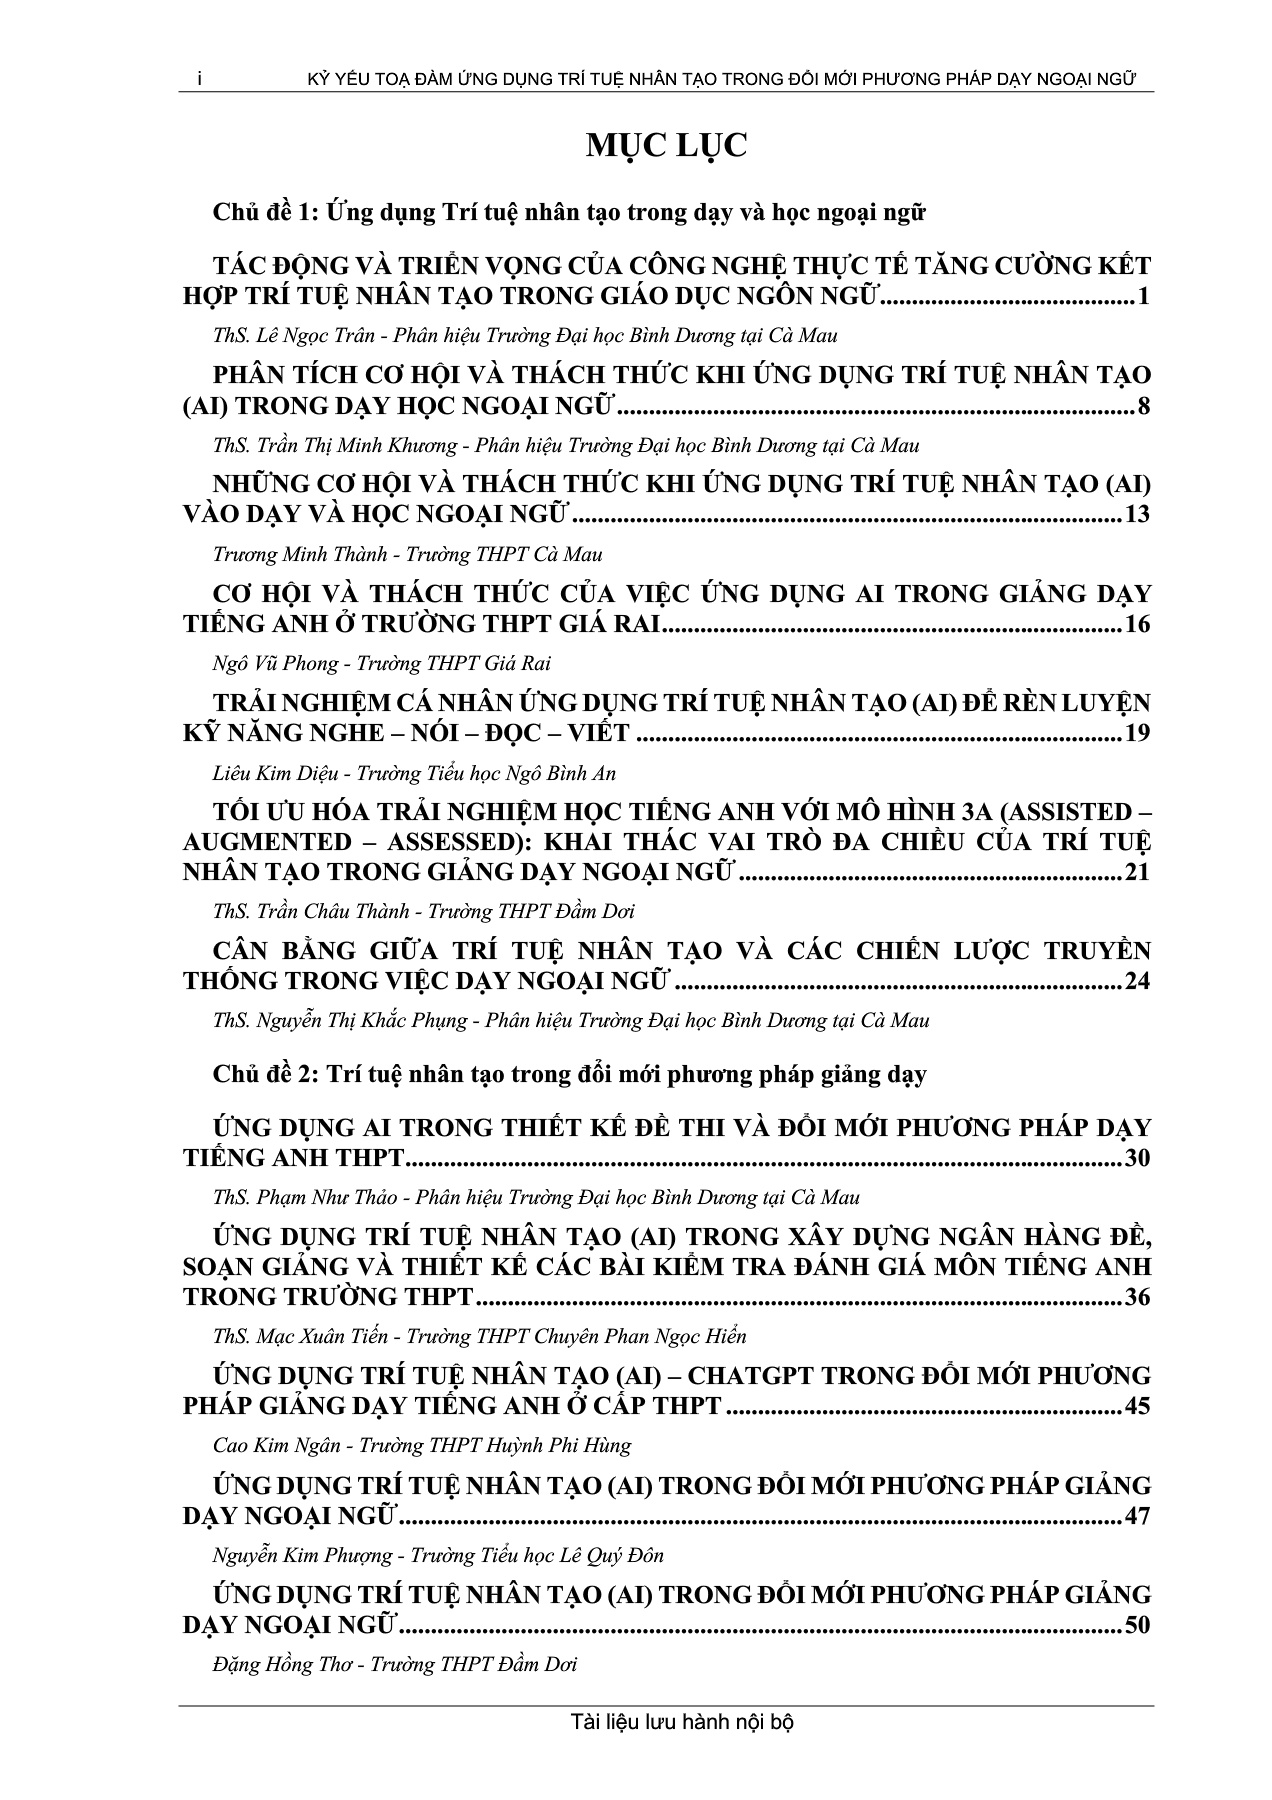 i KỶ YẾU TOẠ ĐÀM ỨNG DỤNG TRÍ TUỆ NHÂN TẠO TRONG ĐỔI MỚI PHƯƠNG PHÁP DẠY NGOẠI NGỮ
MỤC LỤC
Chủ đề 1: Ứng dụng Trí tuệ nhân tạo trong dạy và học ngoại ngữ
TÁC ĐỘNG VÀ TRIỂN VỌNG CỦA CÔNG NGHỆ THỰC TẾ TĂNG CƯỜNG KẾT
HỢP TRÍ TUỆ NHÂN TẠO TRONG GIÁO DỤC NGÔN NGỮ........................................1
ThS. Lê Ngọc Trân - Phân hiệu Trường Đại học Bình Dương tại Cà Mau
PHÂN TÍCH CƠ HỘI VÀ THÁCH THỨC KHI ỨNG DỤNG TRÍ TUỆ NHÂN TẠO
(AI) TRONG DẠY HỌC NGOẠI NGỮ.................................................................................8
ThS. Trần Thị Minh Khương - Phân hiệu Trường Đại học Bình Dương tại Cà Mau
NHỮNG CƠ HỘI VÀ THÁCH THỨC KHI ỨNG DỤNG TRÍ TUỆ NHÂN TẠO (AI)
VÀO DẠY VÀ HỌC NGOẠI NGỮ......................................................................................13
Trương Minh Thành - Trường THPT Cà Mau
CƠ HỘI VÀ THÁCH THỨC CỦA VIỆC ỨNG DỤNG AI TRONG GIẢNG DẠY
TIẾNG ANH Ở TRƯỜNG THPT GIÁ RAI........................................................................16
Ngô Vũ Phong - Trường THPT Giá Rai
TRẢI NGHIỆM CÁ NHÂN ỨNG DỤNG TRÍ TUỆ NHÂN TẠO (AI) ĐỂ RÈN LUYỆN
KỸ NĂNG NGHE – NÓI – ĐỌC – VIẾT ............................................................................19
Liêu Kim Diệu - Trường Tiểu học Ngô Bình An
TỐI ƯU HÓA TRẢI NGHIỆM HỌC TIẾNG ANH VỚI MÔ HÌNH 3A (ASSISTED –
AUGMENTED – ASSESSED): KHAI THÁC VAI TRÒ ĐA CHIỀU CỦA TRÍ TUỆ
NHÂN TẠO TRONG GIẢNG DẠY NGOẠI NGỮ............................................................21
ThS. Trần Châu Thành - Trường THPT Đầm Dơi
CÂN BẰNG GIỮA TRÍ TUỆ NHÂN TẠO VÀ CÁC CHIẾN LƯỢC TRUYỀN
THỐNG TRONG VIỆC DẠY NGOẠI NGỮ......................................................................24
ThS. Nguyễn Thị Khắc Phụng - Phân hiệu Trường Đại học Bình Dương tại Cà Mau
Chủ đề 2: Trí tuệ nhân tạo trong đổi mới phương pháp giảng dạy
ỨNG DỤNG AI TRONG THIẾT KẾ ĐỀ THI VÀ ĐỔI MỚI PHƯƠNG PHÁP DẠY
TIẾNG ANH THPT................................................................................................................30
ThS. Phạm Như Thảo - Phân hiệu Trường Đại học Bình Dương tại Cà Mau
ỨNG DỤNG TRÍ TUỆ NHÂN TẠO (AI) TRONG XÂY DỰNG NGÂN HÀNG ĐỀ,
SOẠN GIẢNG VÀ THIẾT KẾ CÁC BÀI KIỂM TRA ĐÁNH GIÁ MÔN TIẾNG ANH
TRONG TRƯỜNG THPT.....................................................................................................36
ThS. Mạc Xuân Tiến - Trường THPT Chuyên Phan Ngọc Hiển
ỨNG DỤNG TRÍ TUỆ NHÂN TẠO (AI) – CHATGPT TRONG ĐỔI MỚI PHƯƠNG
PHÁP GIẢNG DẠY TIẾNG ANH Ở CẤP THPT..............................................................45
Cao Kim Ngân - Trường THPT Huỳnh Phi Hùng
ỨNG DỤNG TRÍ TUỆ NHÂN TẠO (AI) TRONG ĐỔI MỚI PHƯƠNG PHÁP GIẢNG
DẠY NGOẠI NGỮ.................................................................................................................47
Nguyễn Kim Phượng - Trường Tiểu học Lê Quý Đôn
ỨNG DỤNG TRÍ TUỆ NHÂN TẠO (AI) TRONG ĐỔI MỚI PHƯƠNG PHÁP GIẢNG
DẠY NGOẠI NGỮ.................................................................................................................50
Đặng Hồng Thơ - Trường THPT Đầm Dơi
Tài liệu lưu hành nội bộ